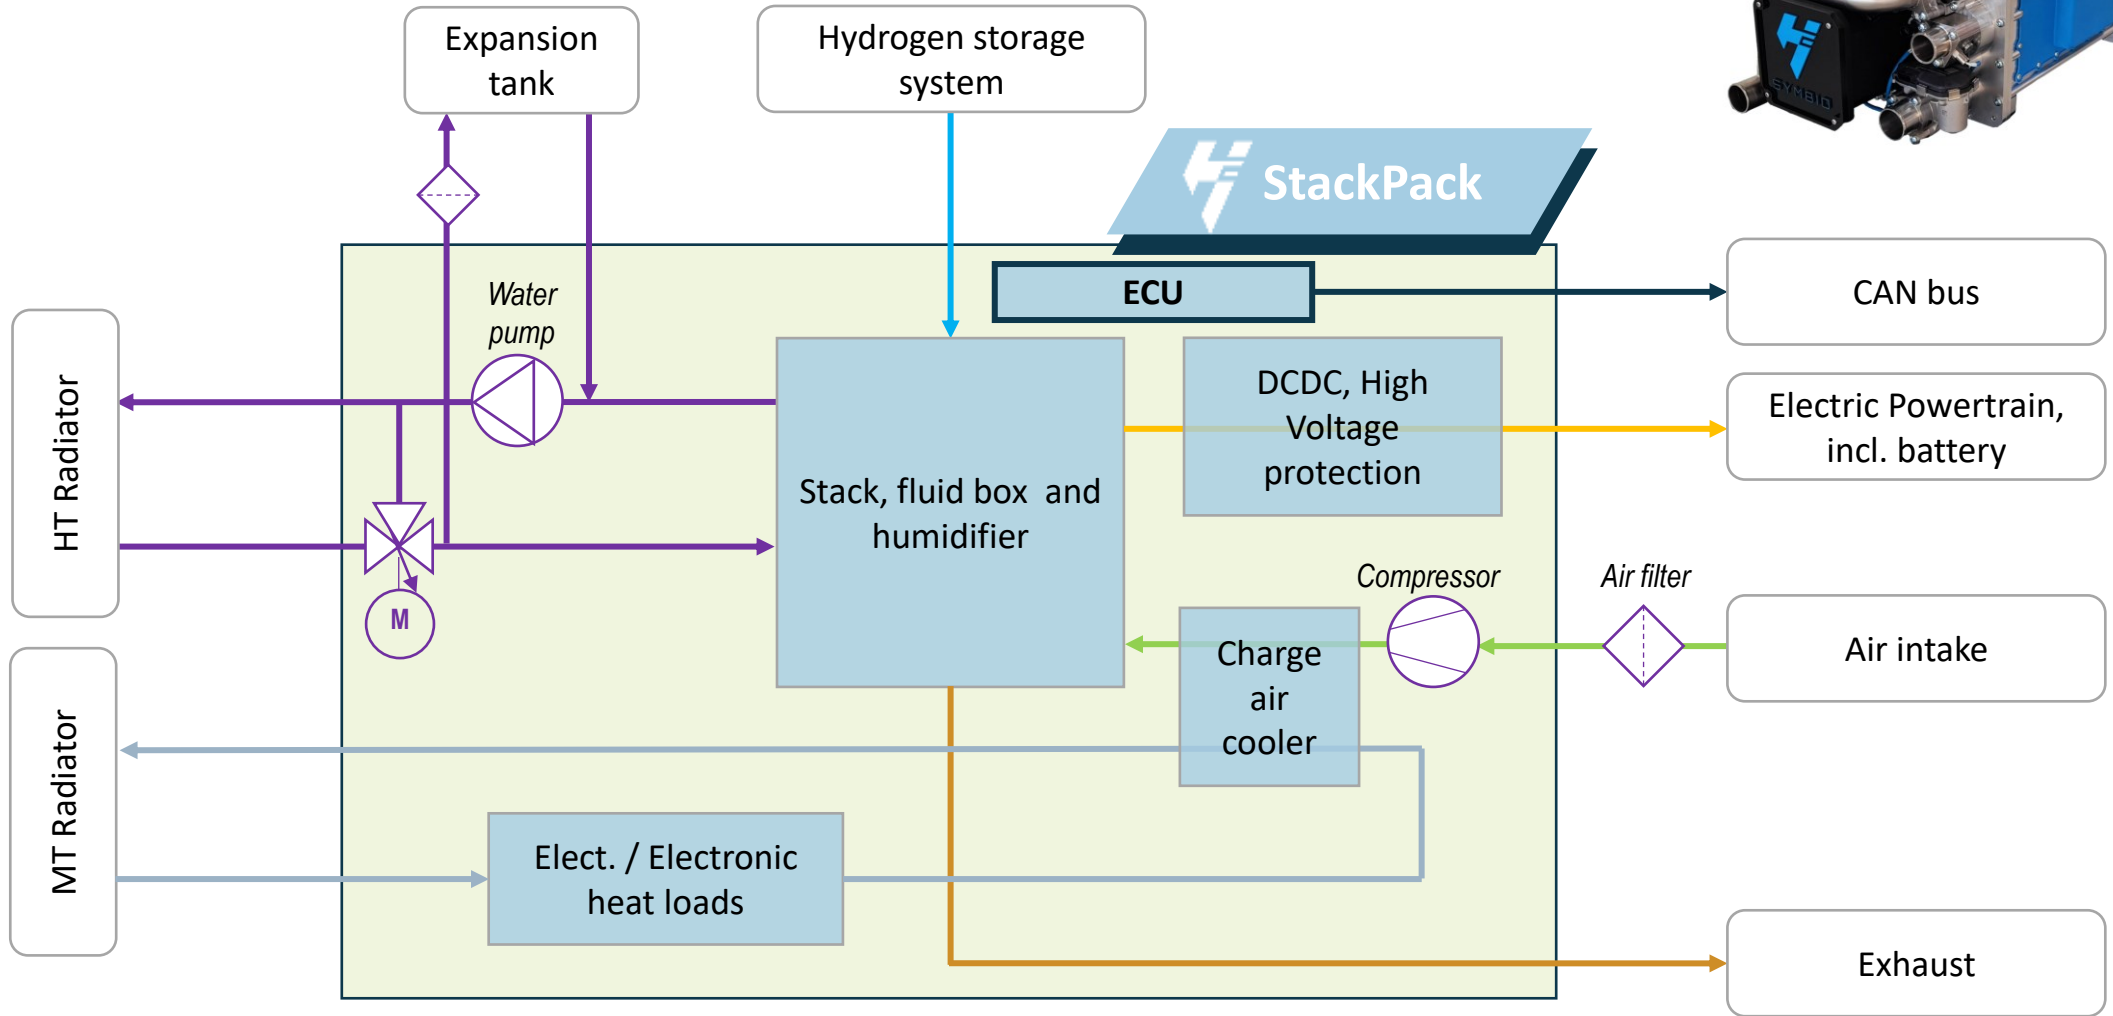 Expansion
tank
Hydrogen storage
system
SYMBIO
StackPack
ECU
CAN bus
Water
pump
HT Radiator
DCDC, High
Voltage
protection
Electric Powertrain,
incl. battery
Stack, fluid box and
humidifier
M
Compressor
Air filter
Charge
air
cooler
Air intake
MT Radiator
Elect. / Electronic
heat loads
Exhaust